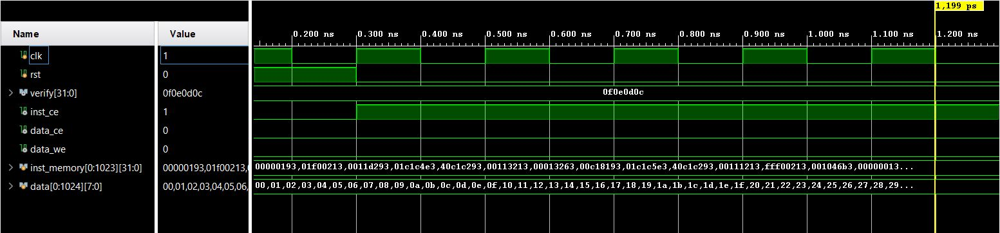 1,199 ps
Name Value
0.200 ns 0.300 ns 0.400 ns 0.500 ns 0.600 ns 0.700 ns 0.800 ns 0.900 ns 1.000 ns 1.100 ns 1.200 ns
clk 1
rst 0
verify[31:0] 0f0e0d0c 0f0e0d0c
inst_ce 1
data_ce 0
data_we 0
inst_memory[0:1023][31:0] 00000193,01f00213,0 00000193,01f00213,0011d293,01c1c4e3,40c1c293,00113213,00013263,00c18193,01c1c5e3,40c1c293,00111213,fff00213,001046b3,00000013...
data[0:1024][7:0] 00,01,02,03,04,05,06, 00,01,02,03,04,05,06,07,08,09,0a,0b,0c,0d,0e,0f,10,11,12,13,14,15,16,17,18,19,1a,1b,1c,1d,1e,1f,20,21,22,23,24,25,26,27,28,29...